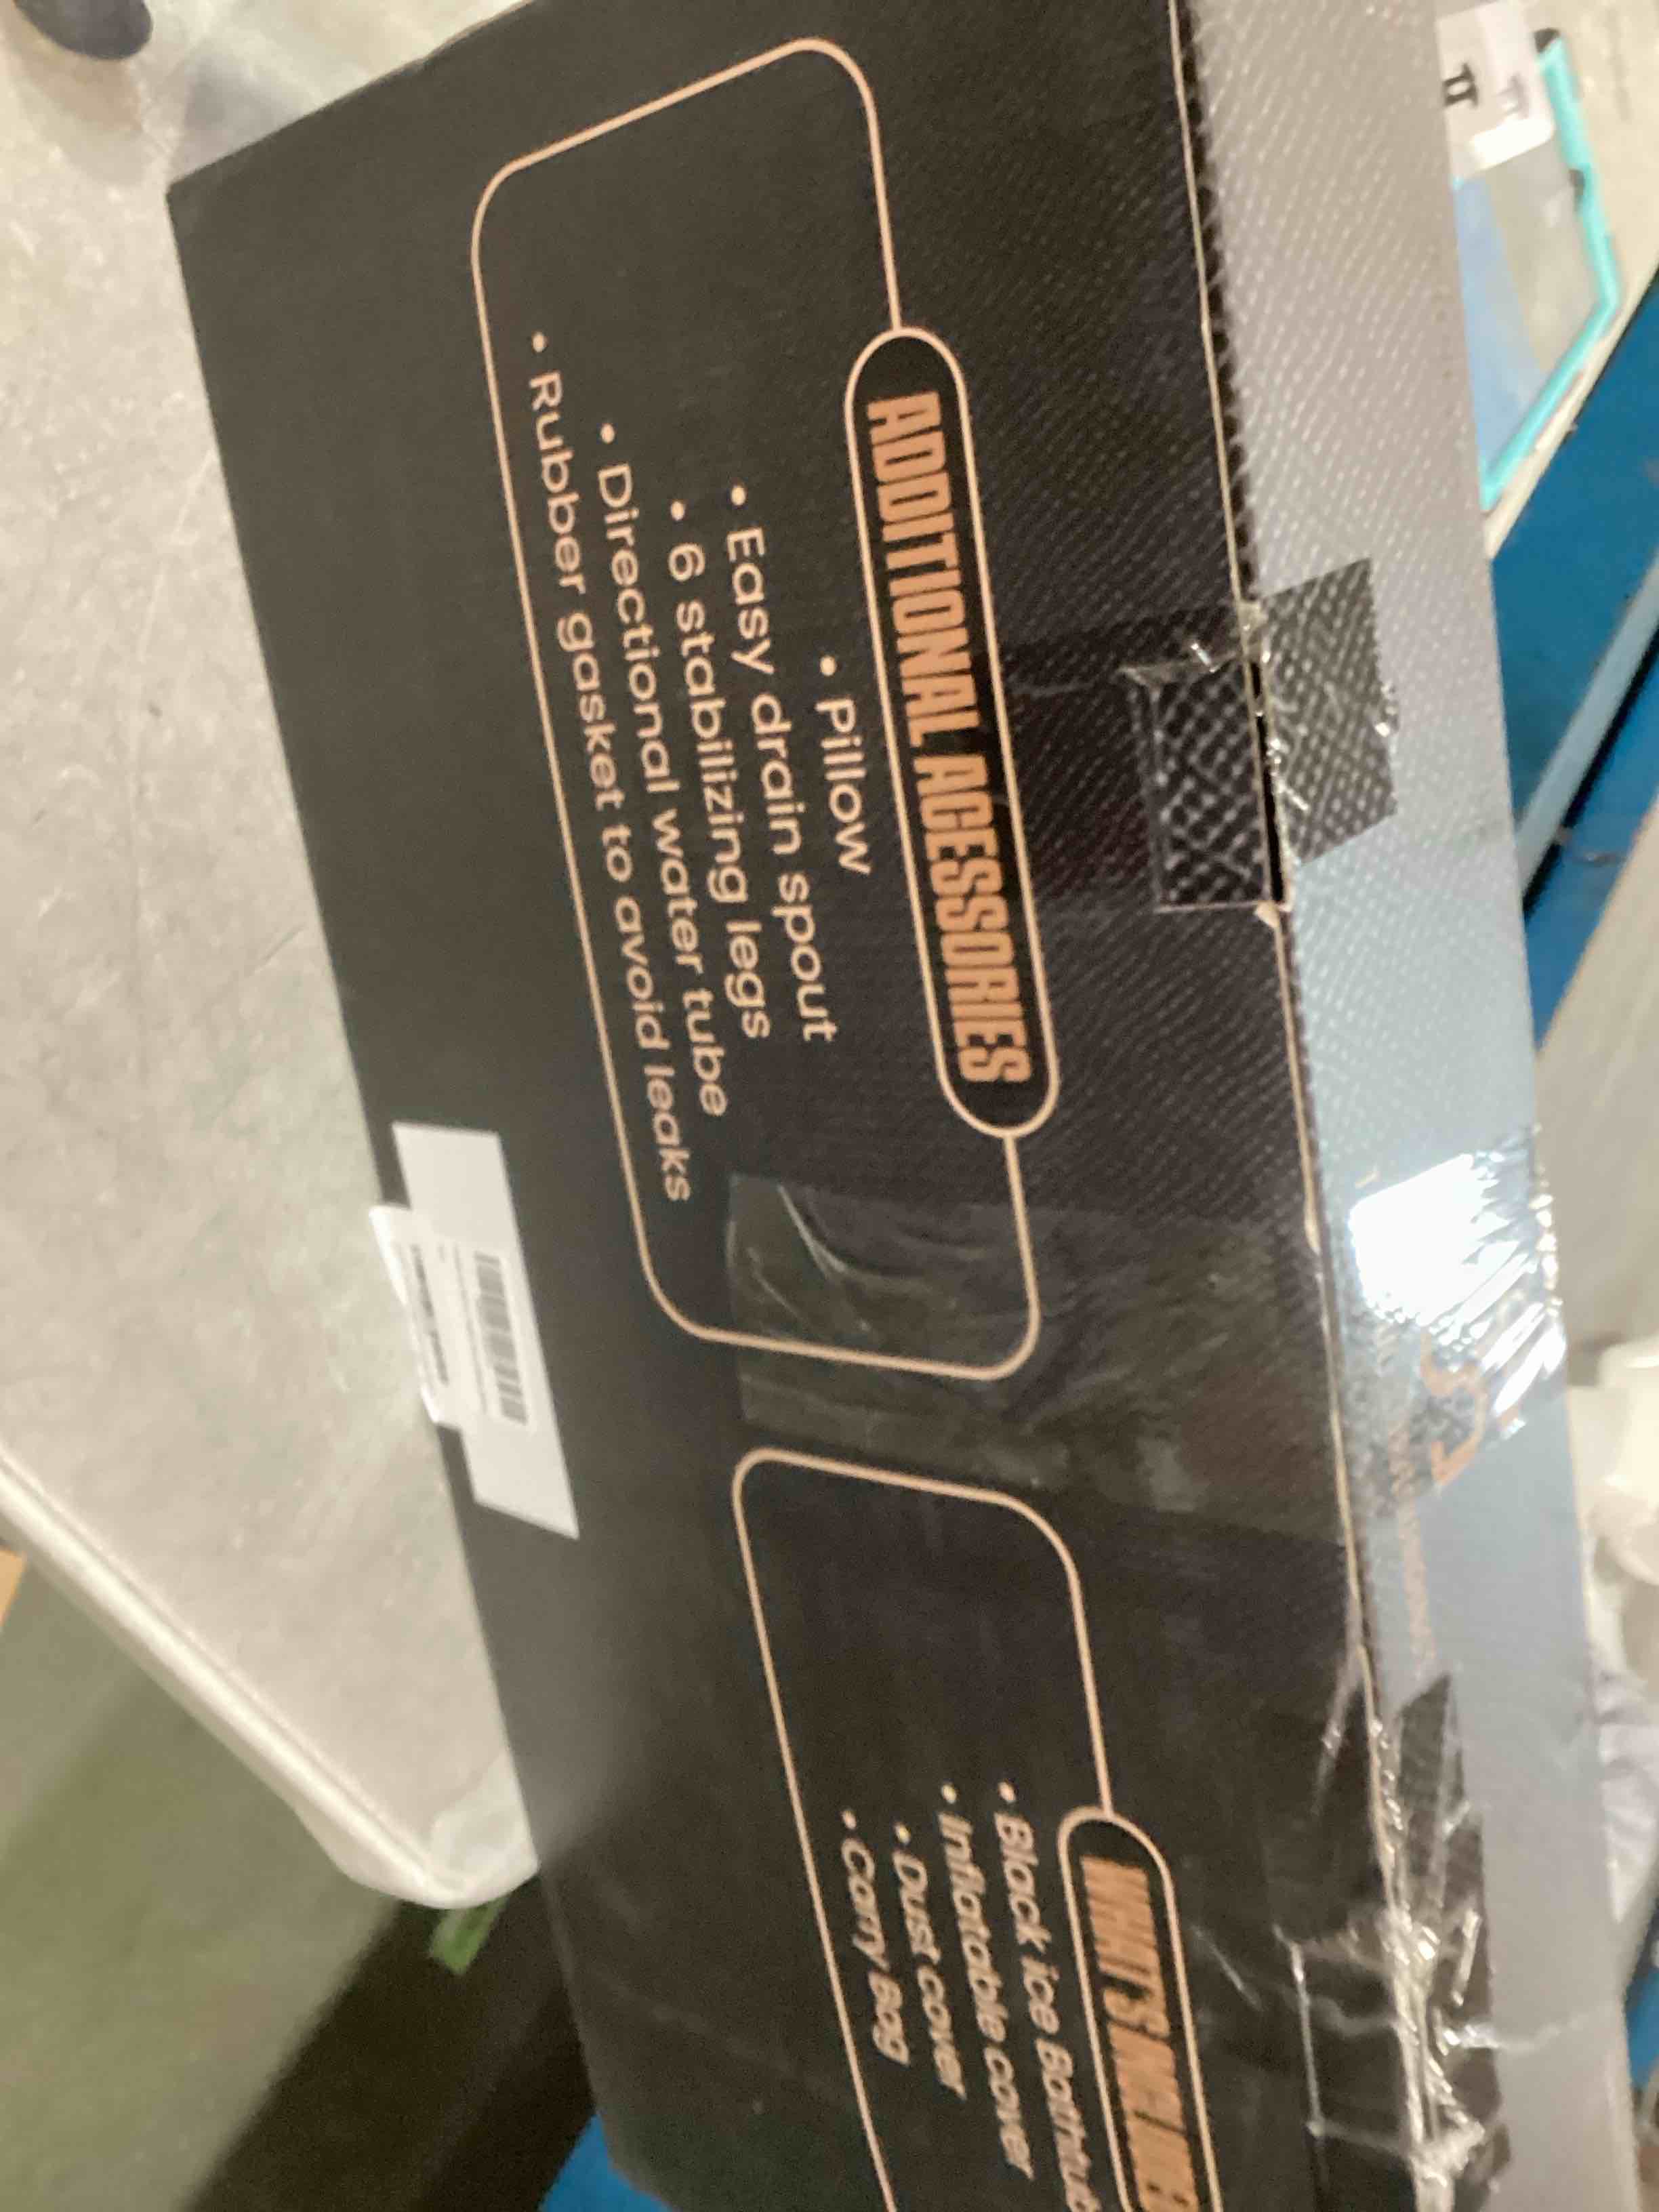 ADDITIONAL ACCESSORIES
• Pillow
• Easy drain spout
• 6 stabilizing legs
• Directional water tube
• Rubber gasket to avoid leaks
• Black ice Bathtub
• Inflatable cover
• Dust cover
• Carry Bag